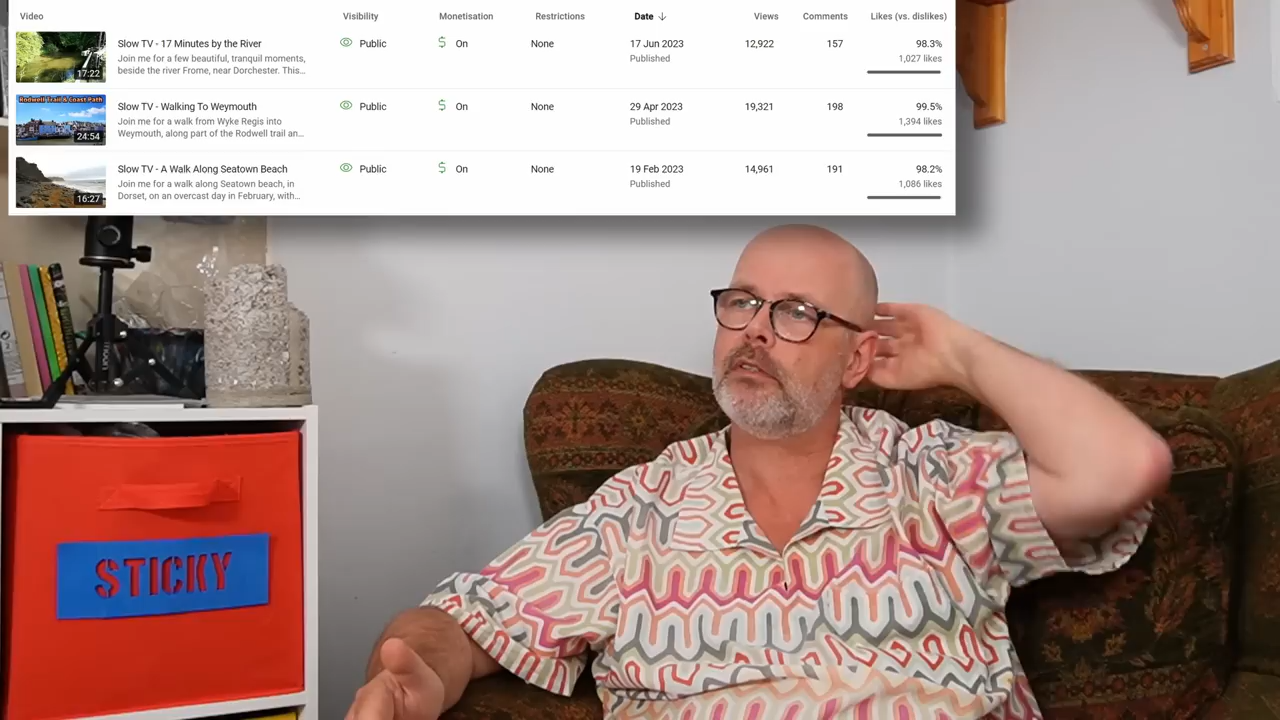 Video Visibility Monetisation Restrictions Date ↓ Views Comments Likes (vs. dislikes)
17:22
Slow TV - 17 Minutes by the River Public $ On None 17 Jun 2023 12,922 157 98.3%
Join me for a few beautiful, tranquil moments, Published 1,027 likes
beside the river Frome, near Dorchester. This...
Rodwell Trail & Coast Path
24:54
Slow TV - Walking To Weymouth Public $ On None 29 Apr 2023 19,321 198 99.5%
Join me for a walk from Wyke Regis into Published 1,394 likes
Weymouth, along part of the Rodwell trail an...
16:27
Slow TV - A Walk Along Seatown Beach Public $ On None 19 Feb 2023 14,961 191 98.2%
Join me for a walk along Seatown beach, in Published 1,086 likes
Dorset, on an overcast day in February, with...
STICKY